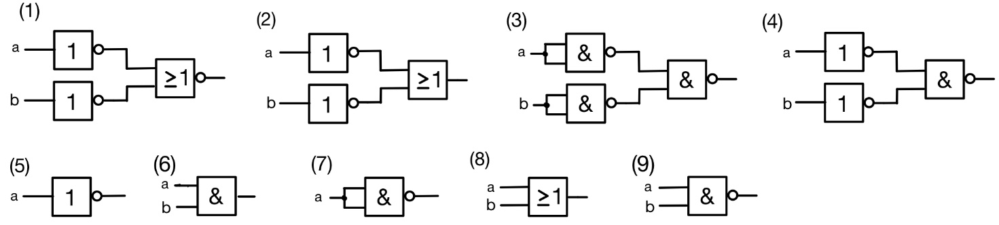 (1)
a 1
b 1
≥1
(2)
a 1
b 1
≥1
(3)
a &
b &
&
(4)
a 1
b 1
&
(5)
a 1
(6)
a
b
&
(7)
a &
(8)
a
b
≥1
(9)
a
b
&